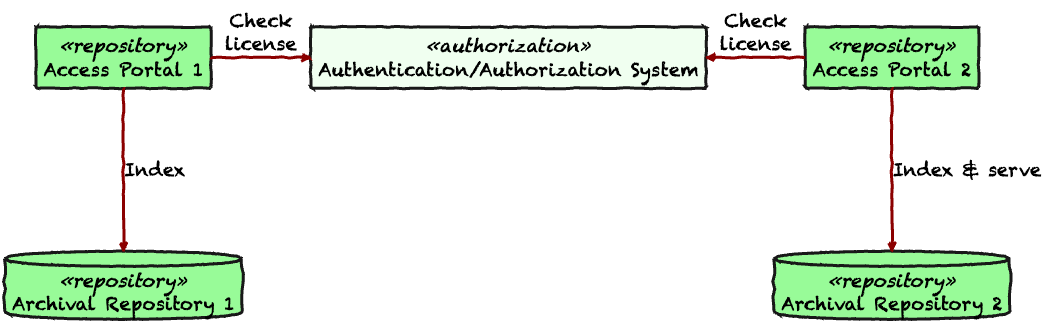 Check
license
«repository»
Access Portal 1
«authorization»
Authentication/Authorization System
Check
license
«repository»
Access Portal 2
Index
Index & serve
«repository»
Archival Repository 1
«repository»
Archival Repository 2